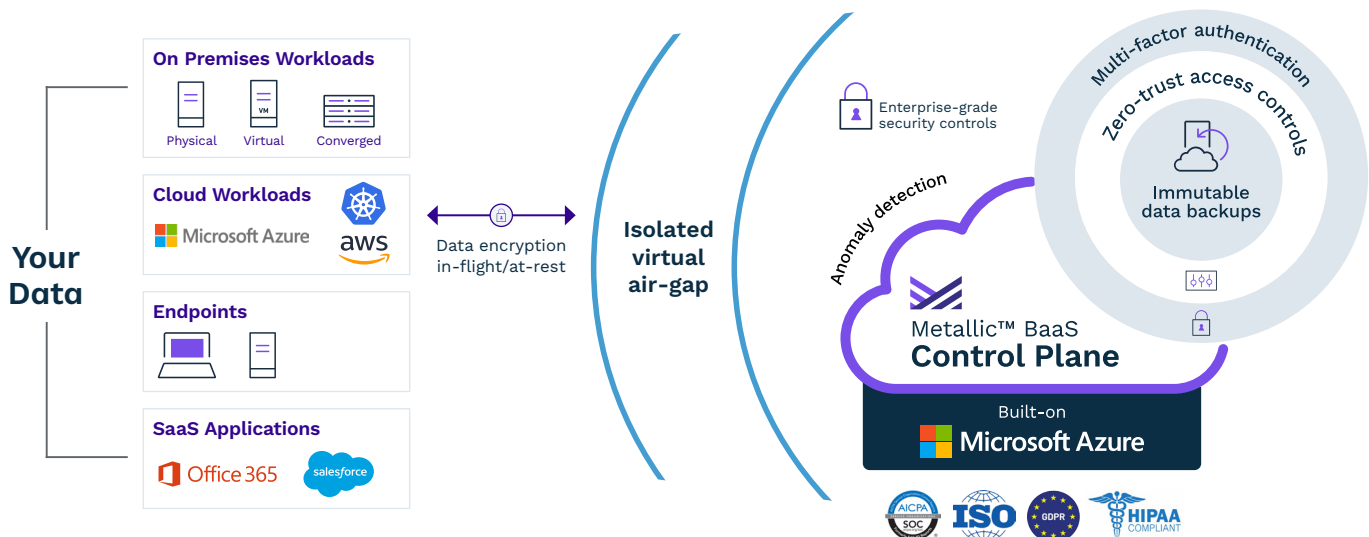 Your
Data
On Premises Workloads
Physical
VM
Virtual
Converged
Cloud Workloads
Microsoft Azure
aws
Endpoints
SaaS Applications
Office 365
salesforce
Data encryption
in-flight/at-rest
Isolated
virtual
air-gap
Enterprise-grade
security controls
Anomaly detection
Multi-factor authentication
Zero-trust access controls
Immutable
data backups
Metallic™ BaaS
Control Plane
Built-on
Microsoft Azure
AICPA
SOC
ISO
GDPR
HIPAA
COMPLIANT